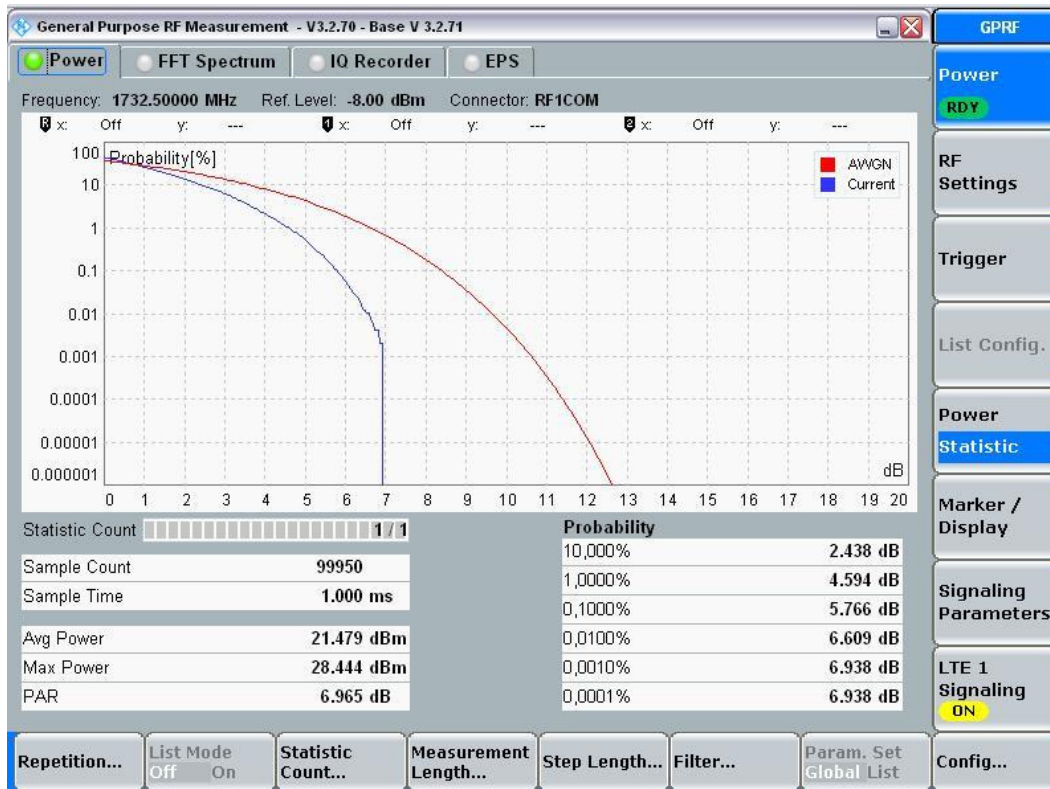 General Purpose RF Measurement - V3.2.70 - Base V 3.2.71
GPRF
Power FFT Spectrum IQ Recorder EPS
Frequency: 1732.50000 MHz Ref. Level: -8.00 dBm Connector: RF1COM
R x: Off y: --- 1 x: Off y: --- 2 x: Off y: ---
Probability[%]
100
10
1
0.1
0.01
0.001
0.0001
0.00001
0.000001
AWGN
Current
dB
0 1 2 3 4 5 6 7 8 9 10 11 12 13 14 15 16 17 18 19 20
Statistic Count 1 / 1
Sample Count 99950
Sample Time 1.000 ms
Avg Power 21.479 dBm
Max Power 28.444 dBm
PAR 6.965 dB
Probability
10,000% 2.438 dB
1,0000% 4.594 dB
0,1000% 5.766 dB
0,0100% 6.609 dB
0,0010% 6.938 dB
0,0001% 6.938 dB
Power
RDY
RF
Settings
Trigger
List Config.
Power
Statistic
Marker /
Display
Signaling
Parameters
LTE 1
Signaling
ON
Repetition...
List Mode
Off On
Statistic
Count...
Measurement
Length...
Step Length...
Filter...
Param. Set
Global List
Config...